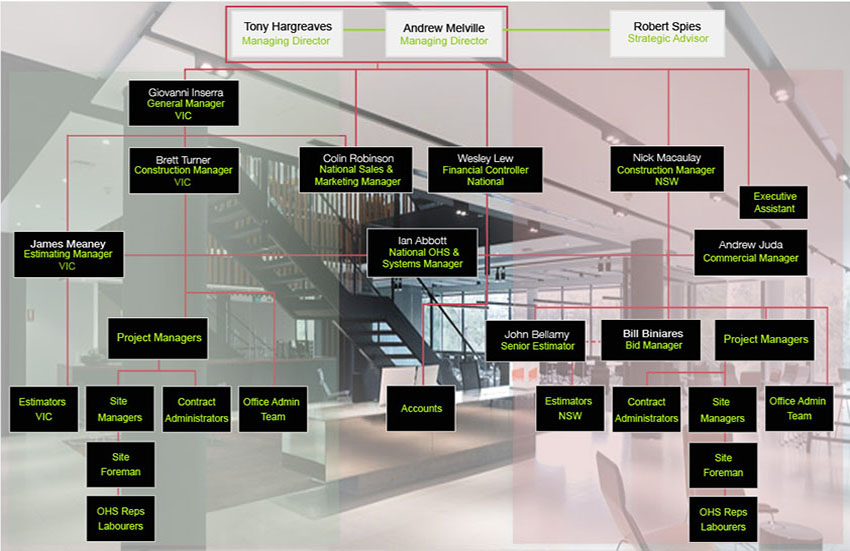 Tony Hargreaves
Managing Director
Andrew Melville
Managing Director
Robert Spies
Strategic Advisor
Giovanni Inserra
General Manager
VIC
Brett Turner
Construction Manager
VIC
Colin Robinson
National Sales &
Marketing Manager
Wesley Lew
Financial Controller
National
Nick Macaulay
Construction Manager
NSW
Executive
Assistant
James Meaney
Estimating Manager
VIC
Ian Abbott
National OHS &
Systems Manager
Andrew Juda
Commercial Manager
Project Managers
John Bellamy
Senior Estimator
Bill Biniares
Bid Manager
Project Managers
Estimators
VIC
Site
Managers
Contract
Administrators
Office Admin
Team
Accounts
Estimators
NSW
Contract
Administrators
Site
Managers
Office Admin
Team
Site
Foreman
Site
Foreman
OHS Reps
Labourers
OHS Reps
Labourers